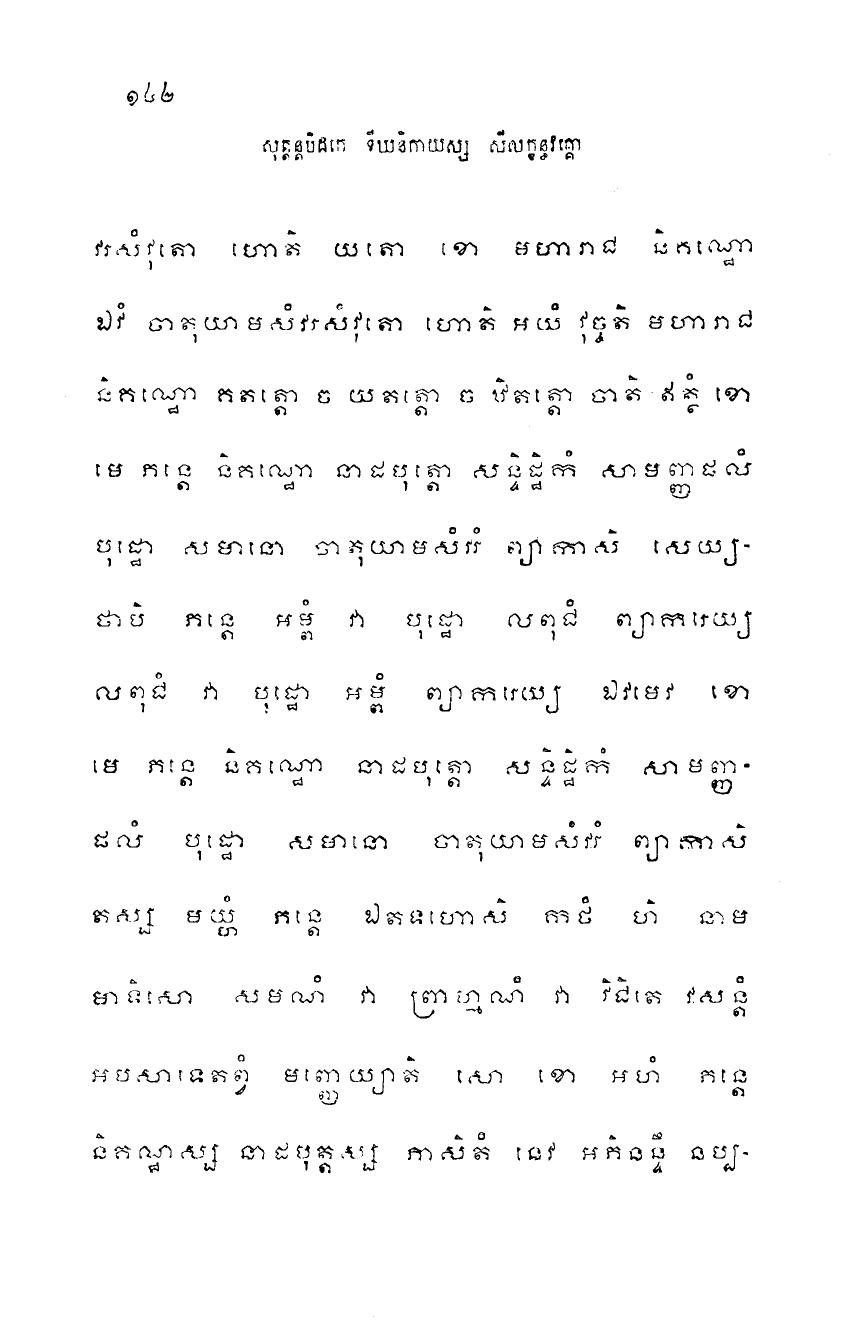 ១៤២
សុត្តន្តបិដកេ ទីឃនិកាយស្ស សីលក្ខន្ធវគ្គោ
វរសំវុតោ ហោតិ យតោ ខោ មហារាជ និគណ្ឋោ
ឯវំ ចាតុយាមសំវរសំវុតោ ហោតិ អយំ វុច្ចតិ មហារាជ
និគណ្ឋោ គតត្តោ ច យតត្តោ ច ឋិតត្តោ ចាតិ ឥត្ថំ ខោ
មេ ភន្តេ និគណ្ឋោ នាដបុត្តោ សន្ទិដ្ឋិកំ សាមញ្ញផលំ
បុដ្ឋោ សមានោ ចាតុយាមសំវរំ ព្យាកាសិ សេយ្យ-
ថាបិ ភន្តេ អម្ពំ វា បុដ្ឋោ លពុជំ ព្យាករេយ្យ
លពុជំ វា បុដ្ឋោ អម្ពំ ព្យាករេយ្យ ឯវមេវ ខោ
មេ ភន្តេ និគណ្ឋោ នាដបុត្តោ សន្ទិដ្ឋិកំ សាមញ្ញ-
ផលំ បុដ្ឋោ សមានោ ចាតុយាមសំវរំ ព្យាកាសិ
តស្ស មយ្ហំ ភន្តេ ឯតទហោសិ កថំ ហិ នាម
មាទិសោ សមណំ វា ព្រាហ្មណំ វា វិជិតេ វសន្តំ
អបសាទេតព្វំ មញ្ញេយ្យាតិ សោ ខោ អហំ ភន្តេ
និគណ្ឋស្ស នាដបុត្តស្ស ភាសិតំ នេវ អភិនន្ទឹ នប្ប-